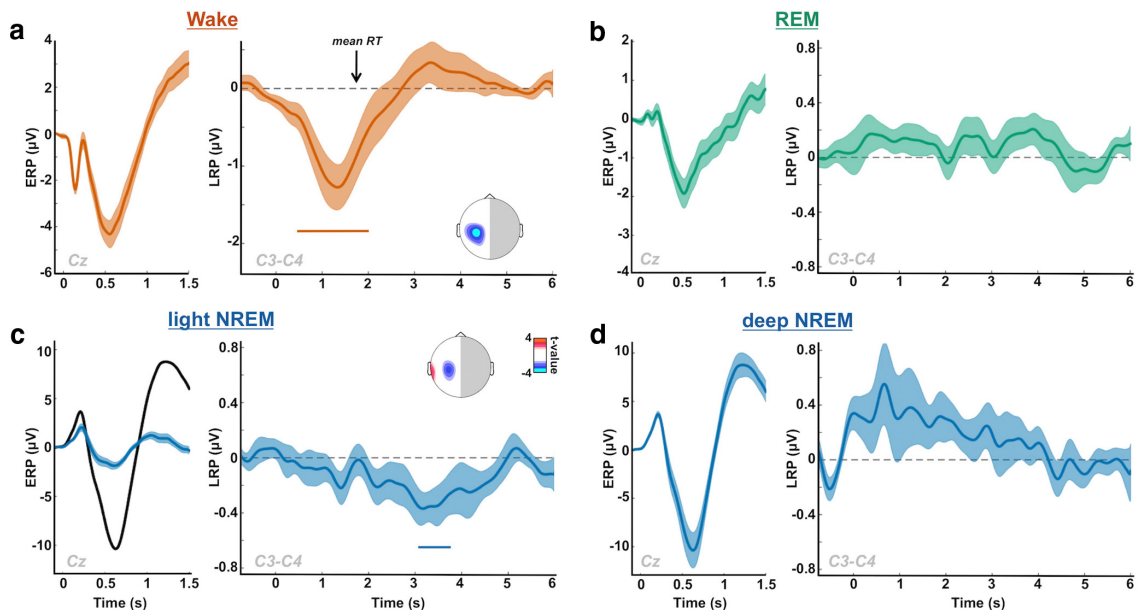 Wake
REM
a
b
mean RT
ERP (µV)
4
2
0
-2
-4
-6
0
0.5
1
1.5
Cz
LRP (µV)
0
-1
-2
0
1
2
3
4
5
6
C3-C4
ERP (µV)
2
1
0
-1
-2
-3
-4
0
0.5
1
1.5
Cz
LRP (µV)
0.8
0.4
0
-0.4
-0.8
0
1
2
3
4
5
6
C3-C4
light NREM
deep NREM
c
d
ERP (µV)
10
5
0
-5
-10
0
0.5
1
1.5
Cz
Time (s)
LRP (µV)
0.8
0.4
0
-0.4
-0.8
0
1
2
3
4
5
6
C3-C4
Time (s)
4
-4
t-value
ERP (µV)
10
5
0
-5
-10
0
0.5
1
1.5
Cz
Time (s)
LRP (µV)
0.8
0.4
0
-0.4
-0.8
0
1
2
3
4
5
6
C3-C4
Time (s)